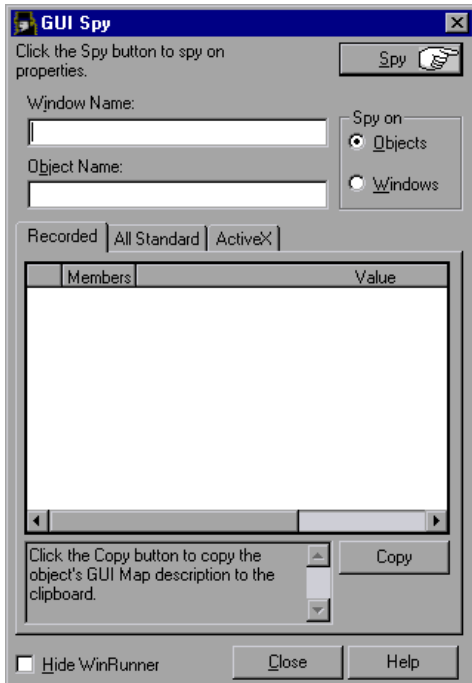 GUI Spy
Click the Spy button to spy on
properties.
Spy
Window Name:
Spy on
Objects
Object Name:
Windows
Recorded
All Standard
ActiveX
Members
Value
Click the Copy button to copy the
object's GUI Map description to the
clipboard.
Copy
Hide WinRunner
Close
Help